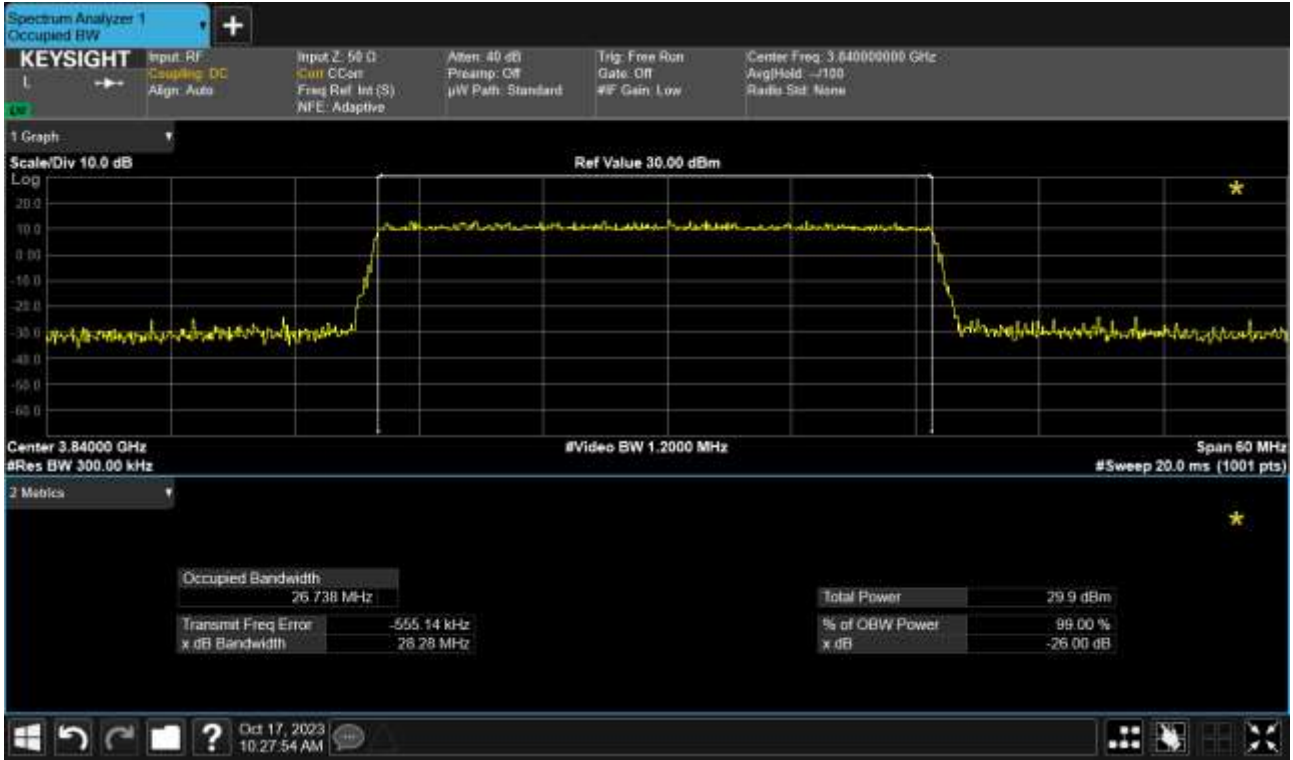 Spectrum Analyzer 1
Occupied BW
KEYSIGHT
L
Input: RF
Coupling: DC
Align: Auto
Input Z: 50 Ω
Corr CCorr
Freq Ref: Int (S)
NFE: Adaptive
Atten: 40 dB
Preamp: Off
µW Path: Standard
Trig: Free Run
Gate: Off
#IF Gain: Low
Center Freq: 3.840000000 GHz
Avg|Hold: --/100
Radio Std: None
1 Graph
Scale/Div 10.0 dB
Ref Value 30.00 dBm
Log
20.0
10.0
0.00
-10.0
-20.0
-30.0
-40.0
-50.0
-60.0
Center 3.84000 GHz
#Video BW 1.2000 MHz
Span 60 MHz
#Res BW 300.00 kHz
#Sweep 20.0 ms (1001 pts)
2 Metrics
Occupied Bandwidth
26.738 MHz
Total Power 29.9 dBm
Transmit Freq Error -555.14 kHz
% of OBW Power 99.00 %
x dB Bandwidth 28.28 MHz
x dB -26.00 dB
Oct 17, 2023
10:27:54 AM